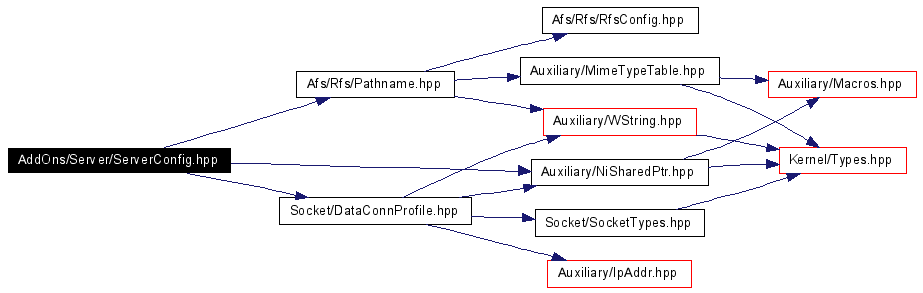 Afs/Rfs/RfsConfig.hpp
Auxiliary/MimeTypeTable.hpp
Afs/Rfs/Pathname.hpp
Auxiliary/Macros.hpp
Auxiliary/WString.hpp
AddOns/Server/ServerConfig.hpp
Kernel/Types.hpp
Auxiliary/NiSharedPtr.hpp
Socket/DataConnProfile.hpp
Socket/SocketTypes.hpp
Auxiliary/IpAddr.hpp